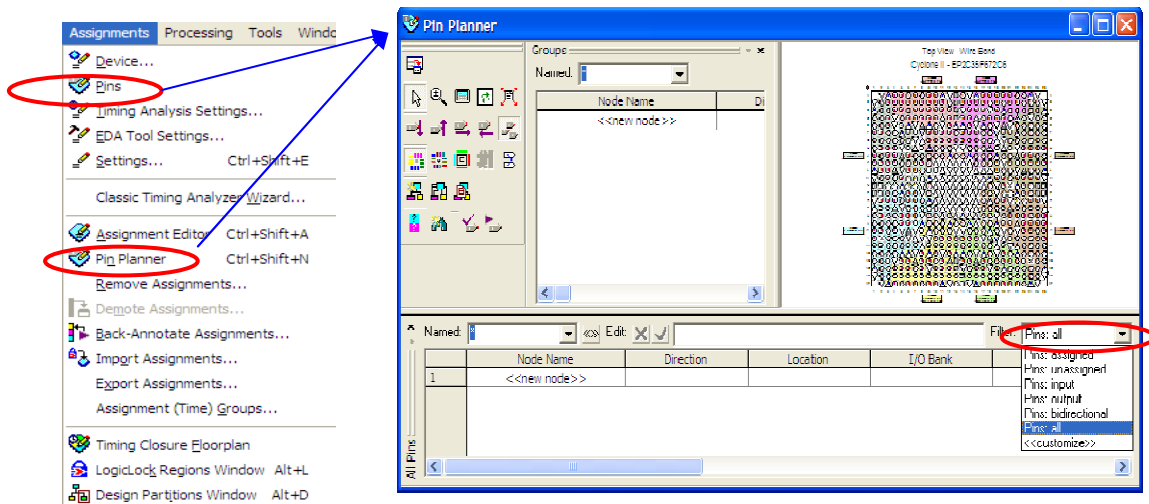 Assignments Processing Tools Windo
Device...
Pins
Timing Analysis Settings...
EDA Tool Settings...
Settings... Ctrl+Shift+E
Classic Timing Analyzer Wizard...
Assignment Editor Ctrl+Shift+A
Pin Planner Ctrl+Shift+N
Remove Assignments...
Demote Assignments...
Back-Annotate Assignments...
Import Assignments...
Export Assignments...
Assignment (Time) Groups...
Timing Closure Floorplan
LogicLock Regions Window Alt+L
Design Partitions Window Alt+D
Pin Planner
Groups
Named: *
Node Name Di
<<new node>>
Top View Wire Bond
Cyclone II - EP2C35F672C6
Named: * Edit: Filter: Pins: all
Node Name Direction Location I/O Bank
1 <<new node>>
Pins: assigned
Pins: unassigned
Pins: input
Pins: output
Pins: bidirectional
Pins: all
<<customize>>
All Pins